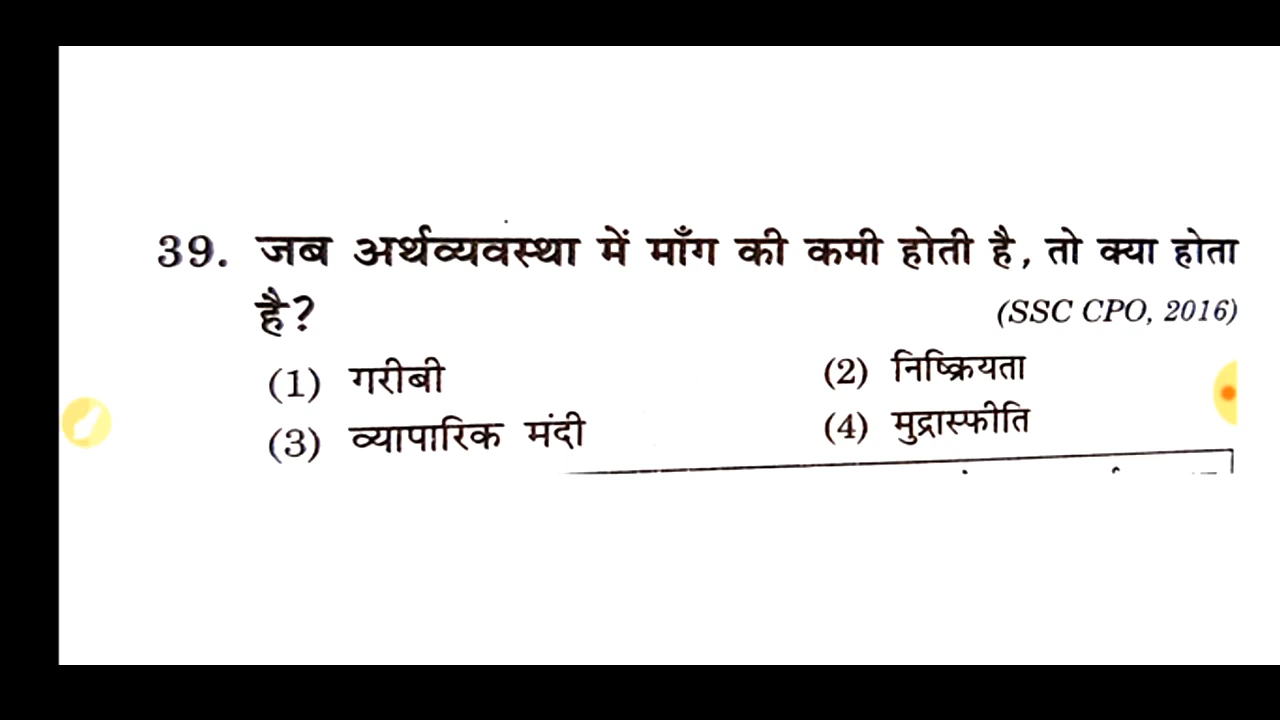 39. जब अर्थव्यवस्था में माँग की कमी होती है, तो क्या होता
है? (SSC CPO, 2016)
(1) गरीबी (2) निष्क्रियता
(3) व्यापारिक मंदी (4) मुद्रास्फीति